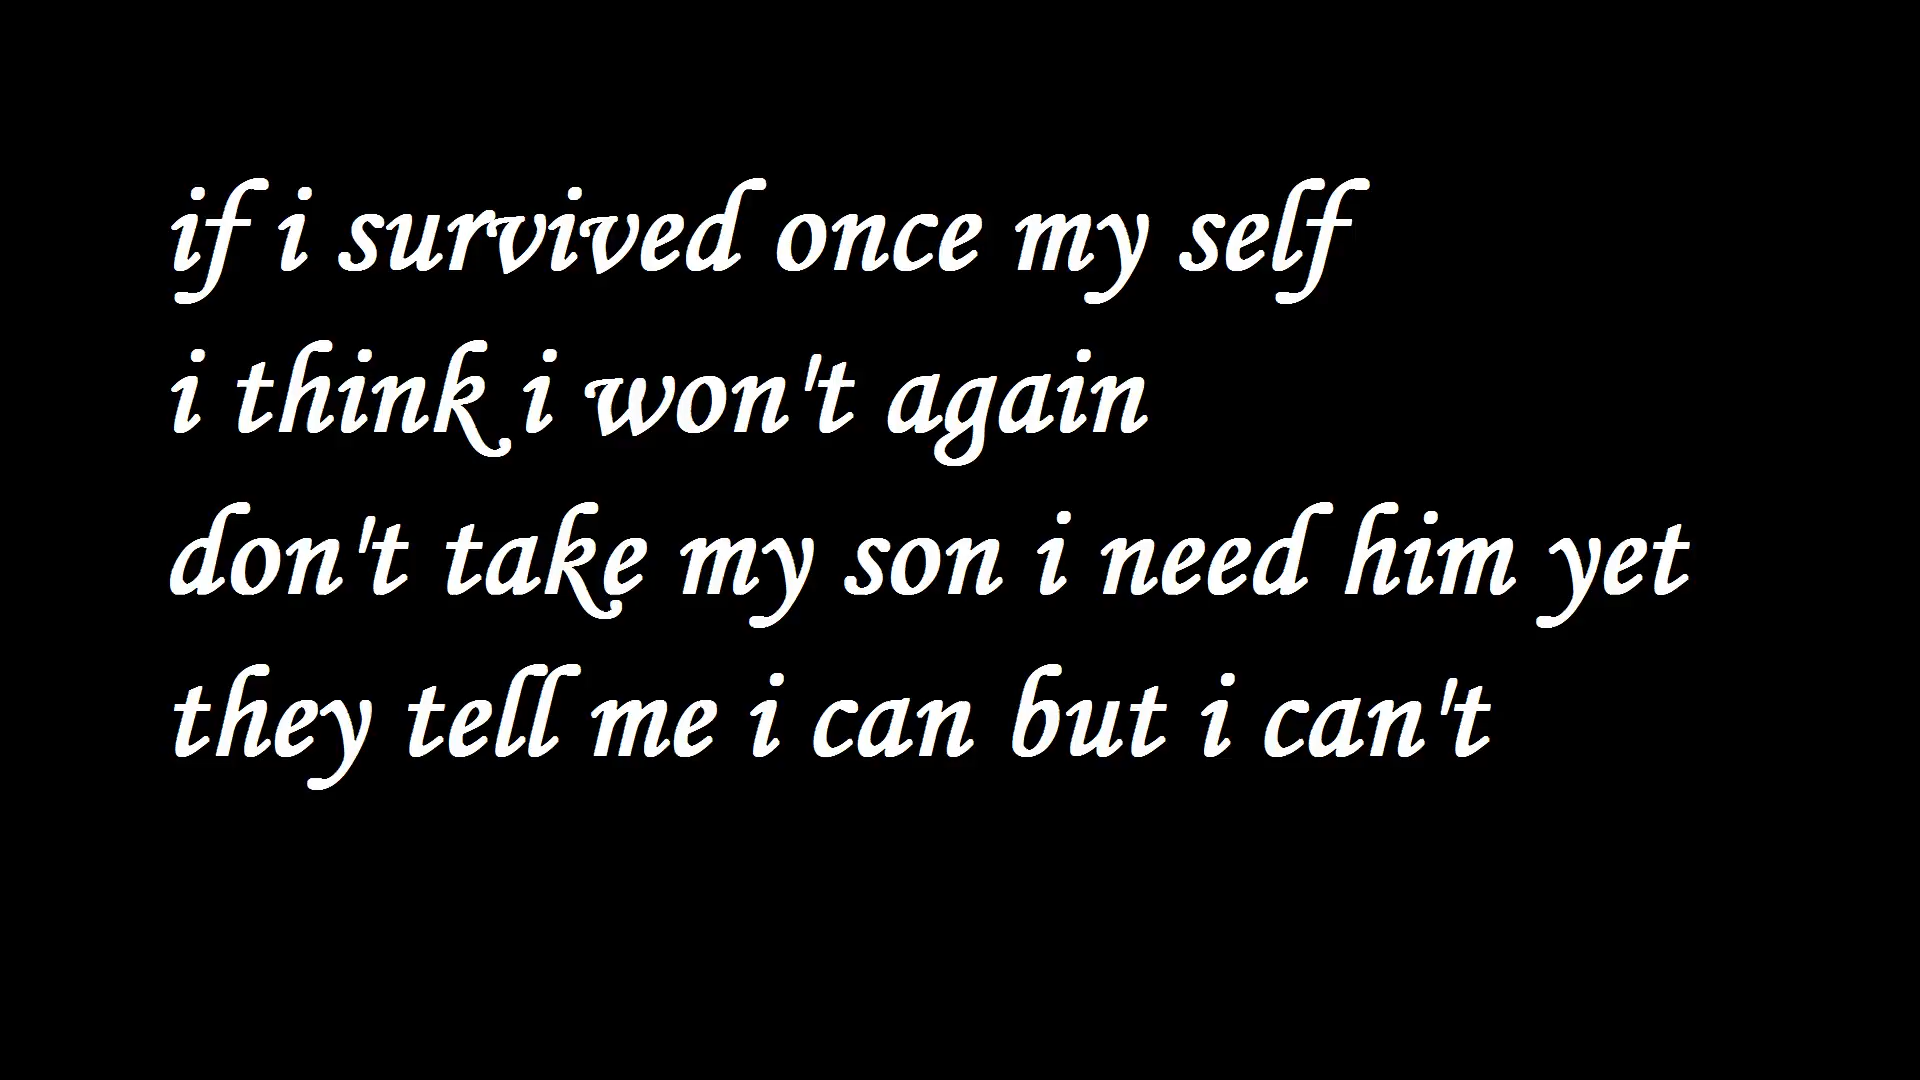 if i survived once my self
i think i won't again
don't take my son i need him yet
they tell me i can but i can't